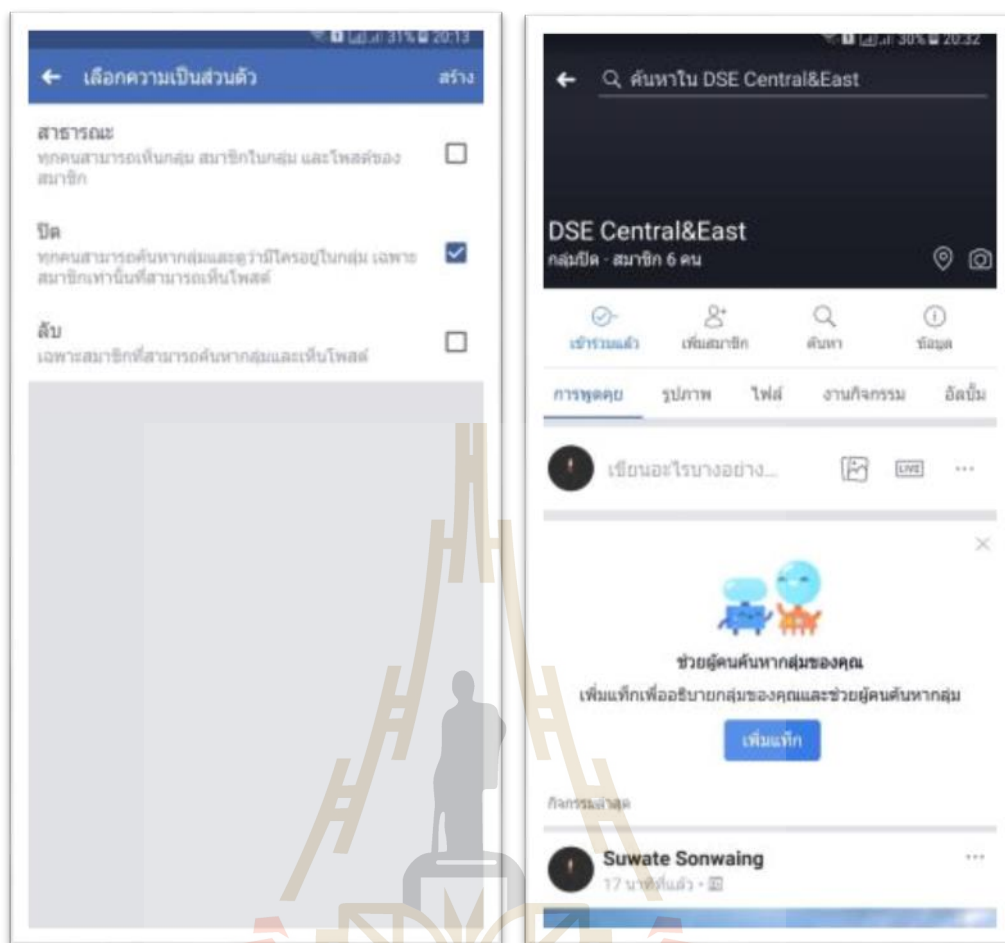 31% 20:13
เลือกความเป็นส่วนตัว สร้าง
สาธารณะ
ทุกคนสามารถเห็นกลุ่ม สมาชิกในกลุ่ม และโพสต์ของ
สมาชิก
ปิด
ทุกคนสามารถค้นหากลุ่มและดูว่ามีใครอยู่ในกลุ่ม เฉพาะ
สมาชิกเท่านั้นที่สามารถเห็นโพสต์
ลับ
เฉพาะสมาชิกที่สามารถค้นหากลุ่มและเห็นโพสต์
30% 20:32
ค้นหาใน DSE Central&East
DSE Central&East
กลุ่มปิด - สมาชิก 6 คน
เข้าร่วมแล้ว เพิ่มสมาชิก ค้นหา ข้อมูล
การพูดคุย รูปภาพ ไฟล์ งานกิจกรรม อัลบั้ม
เขียนอะไรบางอย่าง... LIVE
ช่วยผู้คนค้นหากลุ่มของคุณ
เพิ่มแท็กเพื่ออธิบายกลุ่มของคุณและช่วยผู้คนค้นหากลุ่ม
เพิ่มแท็ก
กิจกรรมล่าสุด
Suwate Sonwaing
17 นาทีที่แล้ว